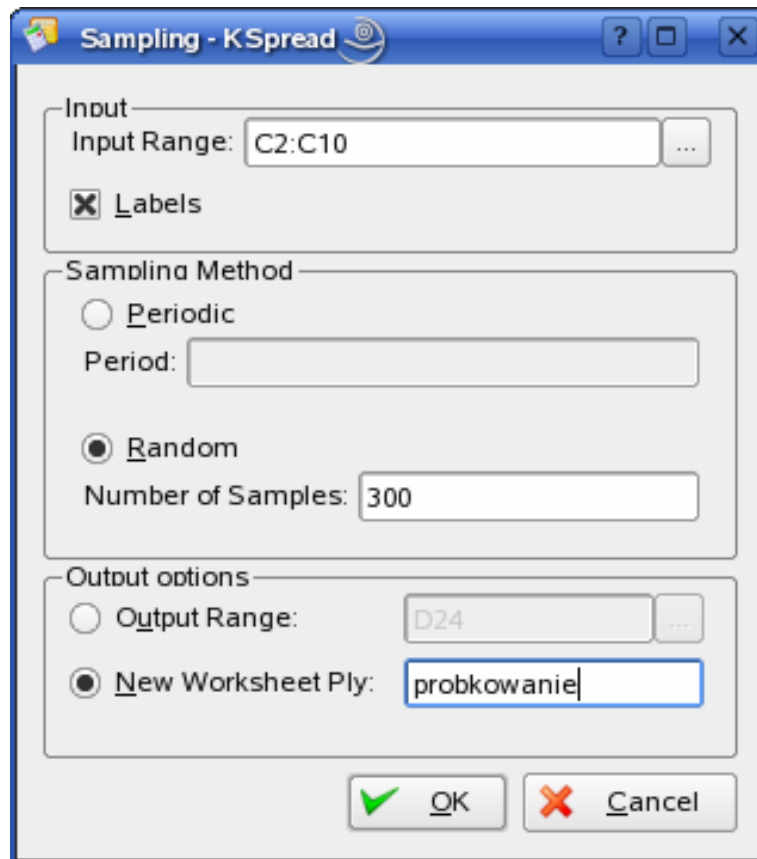 Sampling - KSpread
Input
Input Range: C2:C10 ...
Labels
Sampling Method
Periodic
Period:
Random
Number of Samples: 300
Output options
Output Range: D24 ...
New Worksheet Ply: probkowanie
OK Cancel